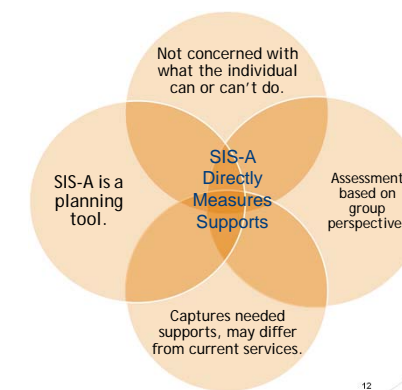 Not concerned with
what the individual
can or can't do.
SIS-A is a
planning
tool.
SIS-A
Directly
Measures
Supports
Assessment
based on
group
perspective
Captures needed
supports, may differ
from current services.
12